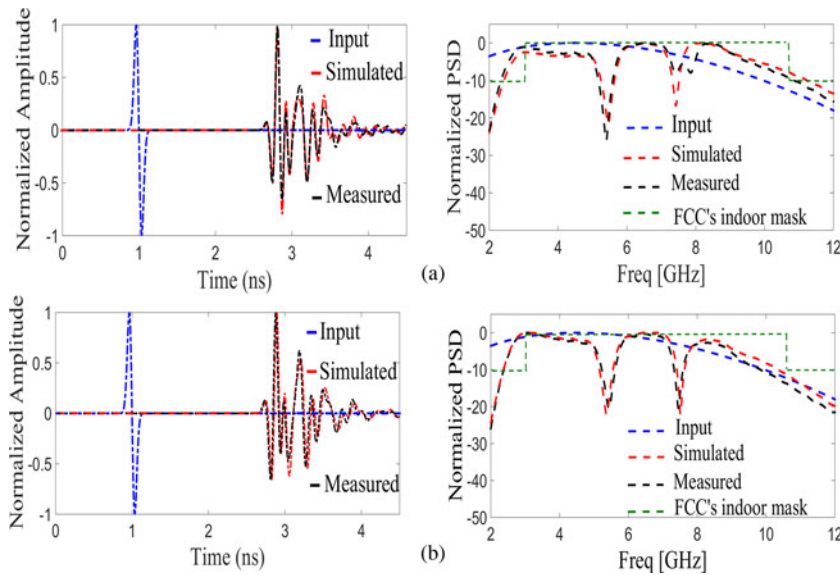 Normalized Amplitude
1
0.5
0
-0.5
-1
0 1 2 3 4
Time (ns)
Input
Simulated
Measured
Normalized PSD
0
-10
-20
-30
-40
-50
2 4 6 8 10 12
Freq [GHz]
Input
Simulated
Measured
FCC's indoor mask
(a)
Normalized Amplitude
1
0.5
0
-0.5
-1
0 1 2 3 4
Time (ns)
Input
Simulated
Measured
Normalized PSD
0
-10
-20
-30
-40
-50
2 4 6 8 10 12
Freq [GHz]
Input
Simulated
Measured
FCC's indoor mask
(b)